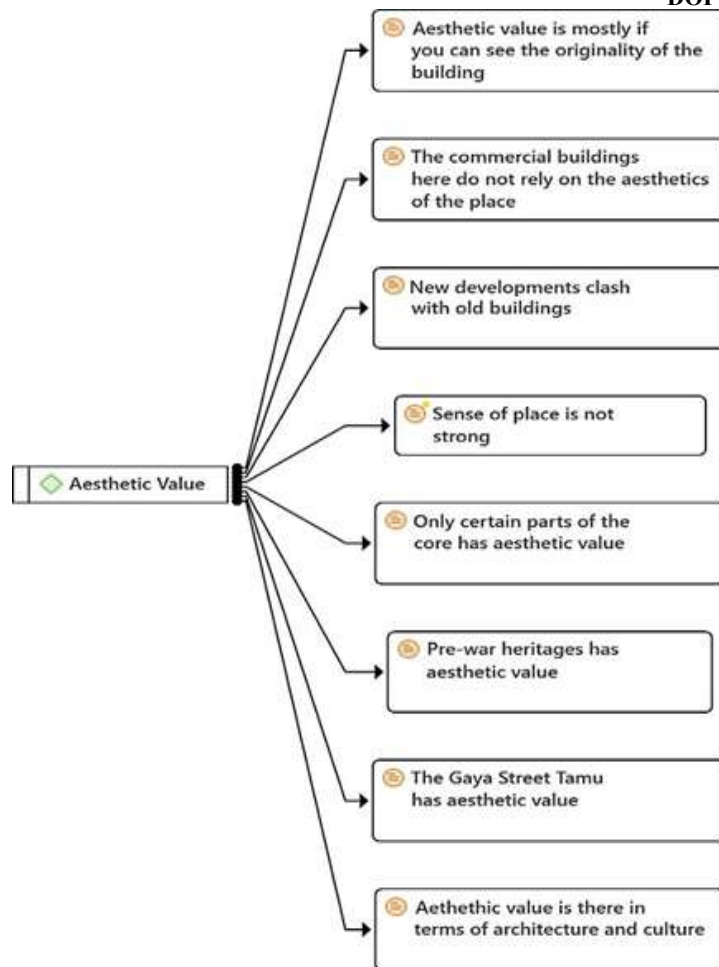 DOI
Aesthetic value is mostly if
you can see the originality of the
building
The commercial buildings
here do not rely on the aesthetics
of the place
New developments clash
with old buildings
Sense of place is not
strong
Aesthetic Value
Only certain parts of the
core has aesthetic value
Pre-war heritages has
aesthetic value
The Gaya Street Tamu
has aesthetic value
Aethethic value is there in
terms of architecture and culture